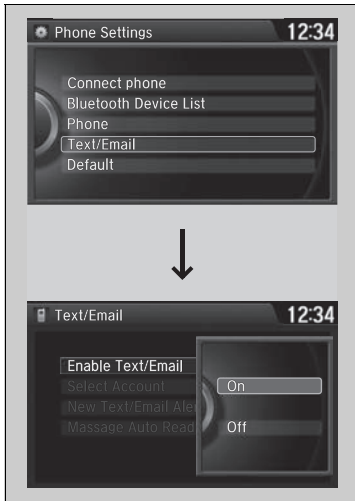 Phone Settings 12:34
Connect phone
Bluetooth Device List
Phone
Text/Email
Default
Text/Email 12:34
Enable Text/Email
Select Account
New Text/Email Ale
Massage Auto Read
On
Off